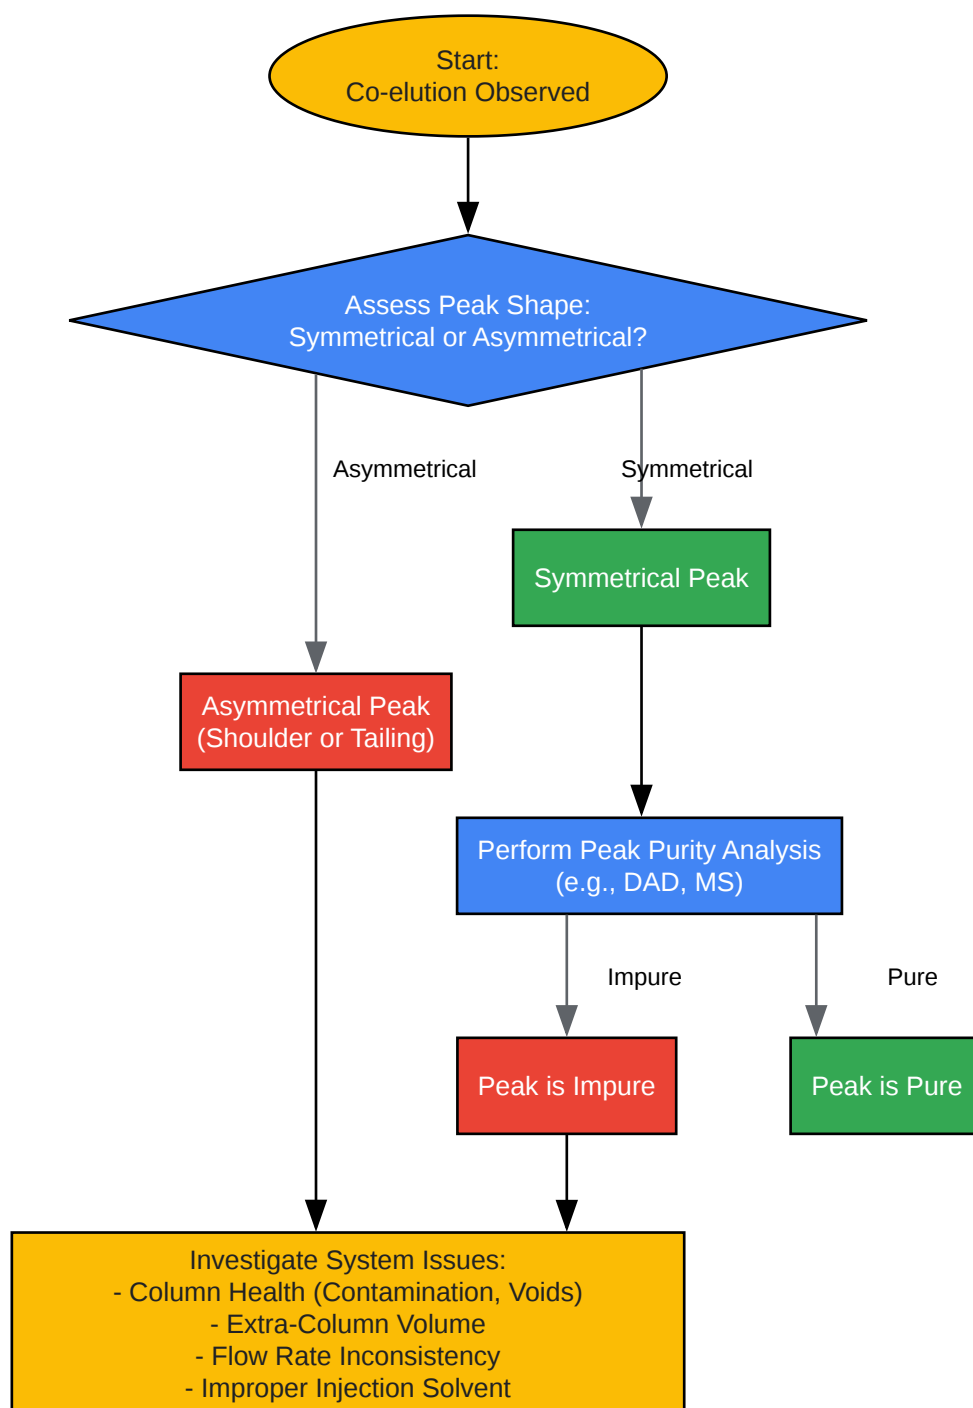 Start:
Co-elution Observed
Assess Peak Shape:
Symmetrical or Asymmetrical?
Asymmetrical
Symmetrical
Symmetrical Peak
Asymmetrical Peak
(Shoulder or Tailing)
Perform Peak Purity Analysis
(e.g., DAD, MS)
Impure
Pure
Peak is Impure
Peak is Pure
Investigate System Issues:
- Column Health (Contamination, Voids)
- Extra-Column Volume
- Flow Rate Inconsistency
- Improper Injection Solvent